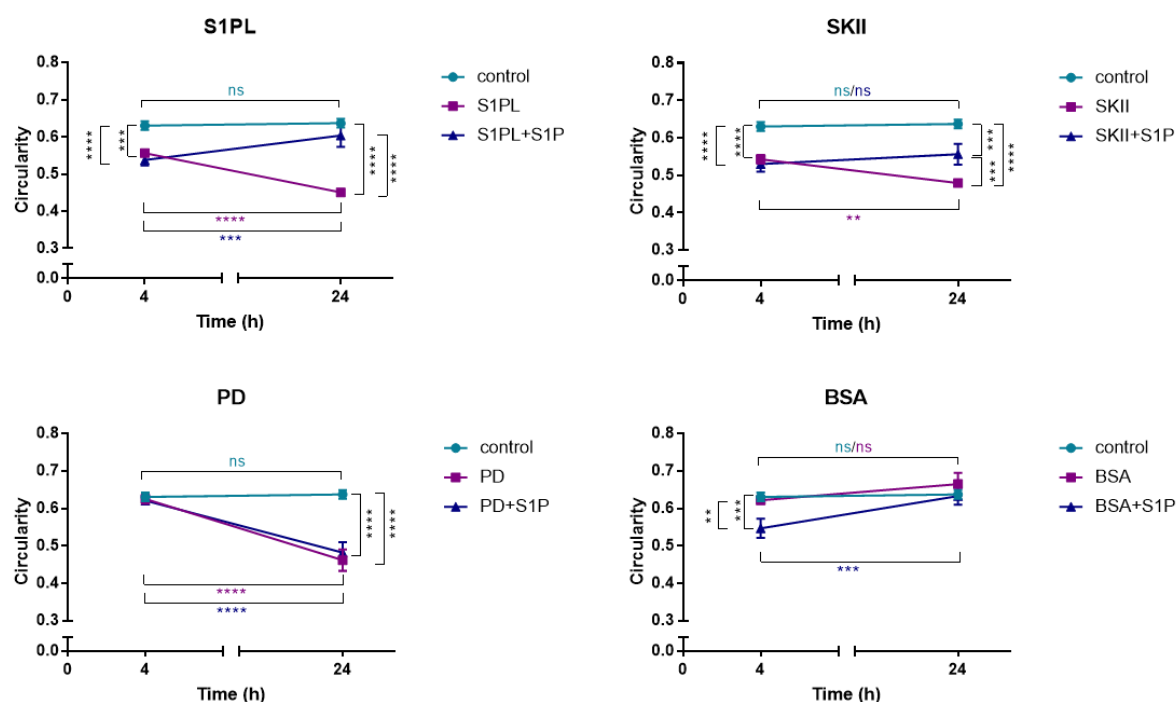 S1PL
0.8
0.7
0.6
0.5
0.4
0.3
0.0
Circularity
ns
****
***
****
****
****
***
0
4
24
Time (h)
control
S1PL
S1PL+S1P
SKII
0.8
0.7
0.6
0.5
0.4
0.3
0.0
Circularity
ns/ns
****
****
***
***
****
**
0
4
24
Time (h)
control
SKII
SKII+S1P
PD
0.8
0.7
0.6
0.5
0.4
0.3
0.0
Circularity
ns
****
****
****
****
0
4
24
Time (h)
control
PD
PD+S1P
BSA
0.8
0.7
0.6
0.5
0.4
0.3
0.0
Circularity
ns/ns
**
***
***
0
4
24
Time (h)
control
BSA
BSA+S1P